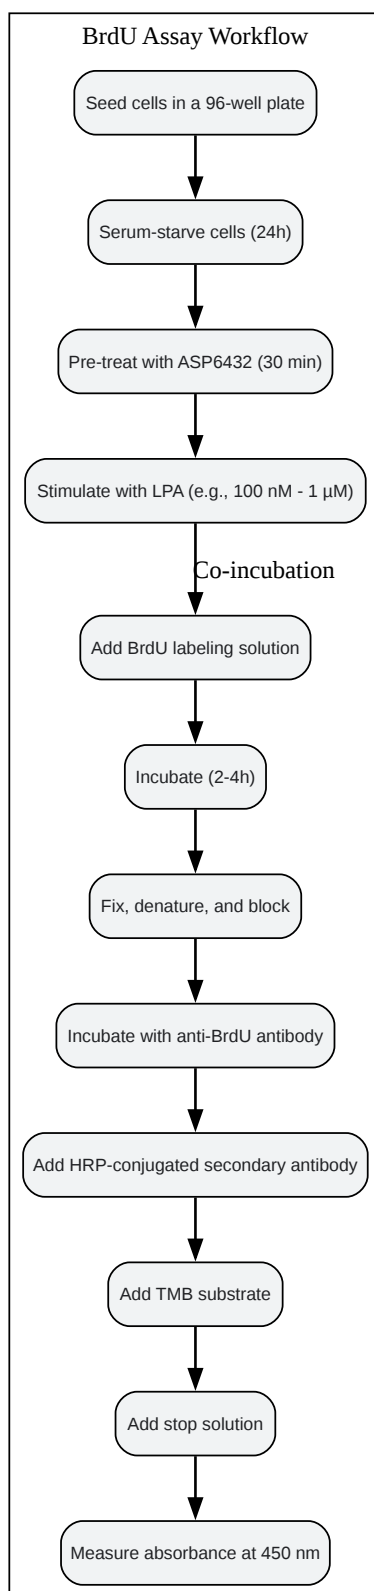 BrdU Assay Workflow
Seed cells in a 96-well plate
Serum-starve cells (24h)
Pre-treat with ASP6432 (30 min)
Stimulate with LPA (e.g., 100 nM - 1 µM)
Co-incubation
Add BrdU labeling solution
Incubate (2-4h)
Fix, denature, and block
Incubate with anti-BrdU antibody
Add HRP-conjugated secondary antibody
Add TMB substrate
Add stop solution
Measure absorbance at 450 nm